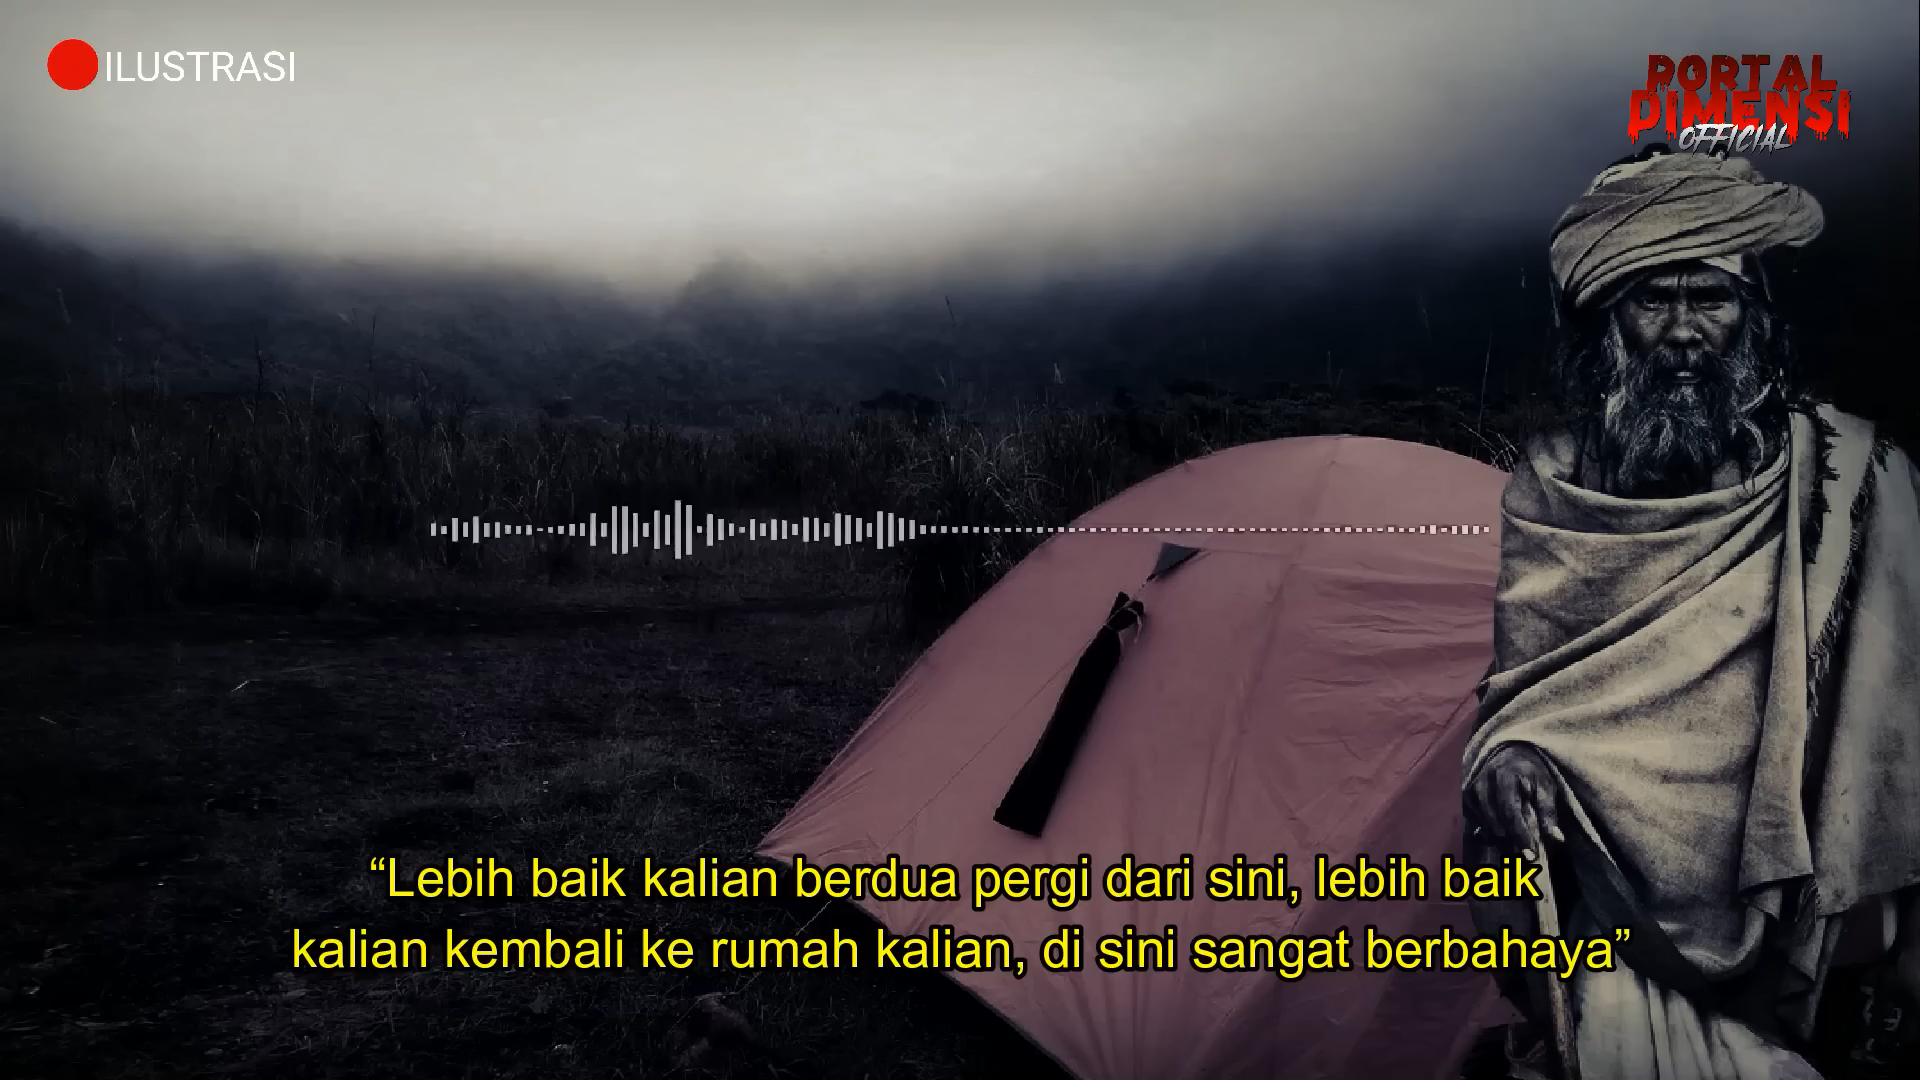 ILUSTRASI
PORTAL
DIMENSI
OFFICIAL
“Lebih baik kalian berdua pergi dari sini, lebih baik
kalian kembali ke rumah kalian, di sini sangat berbahaya”